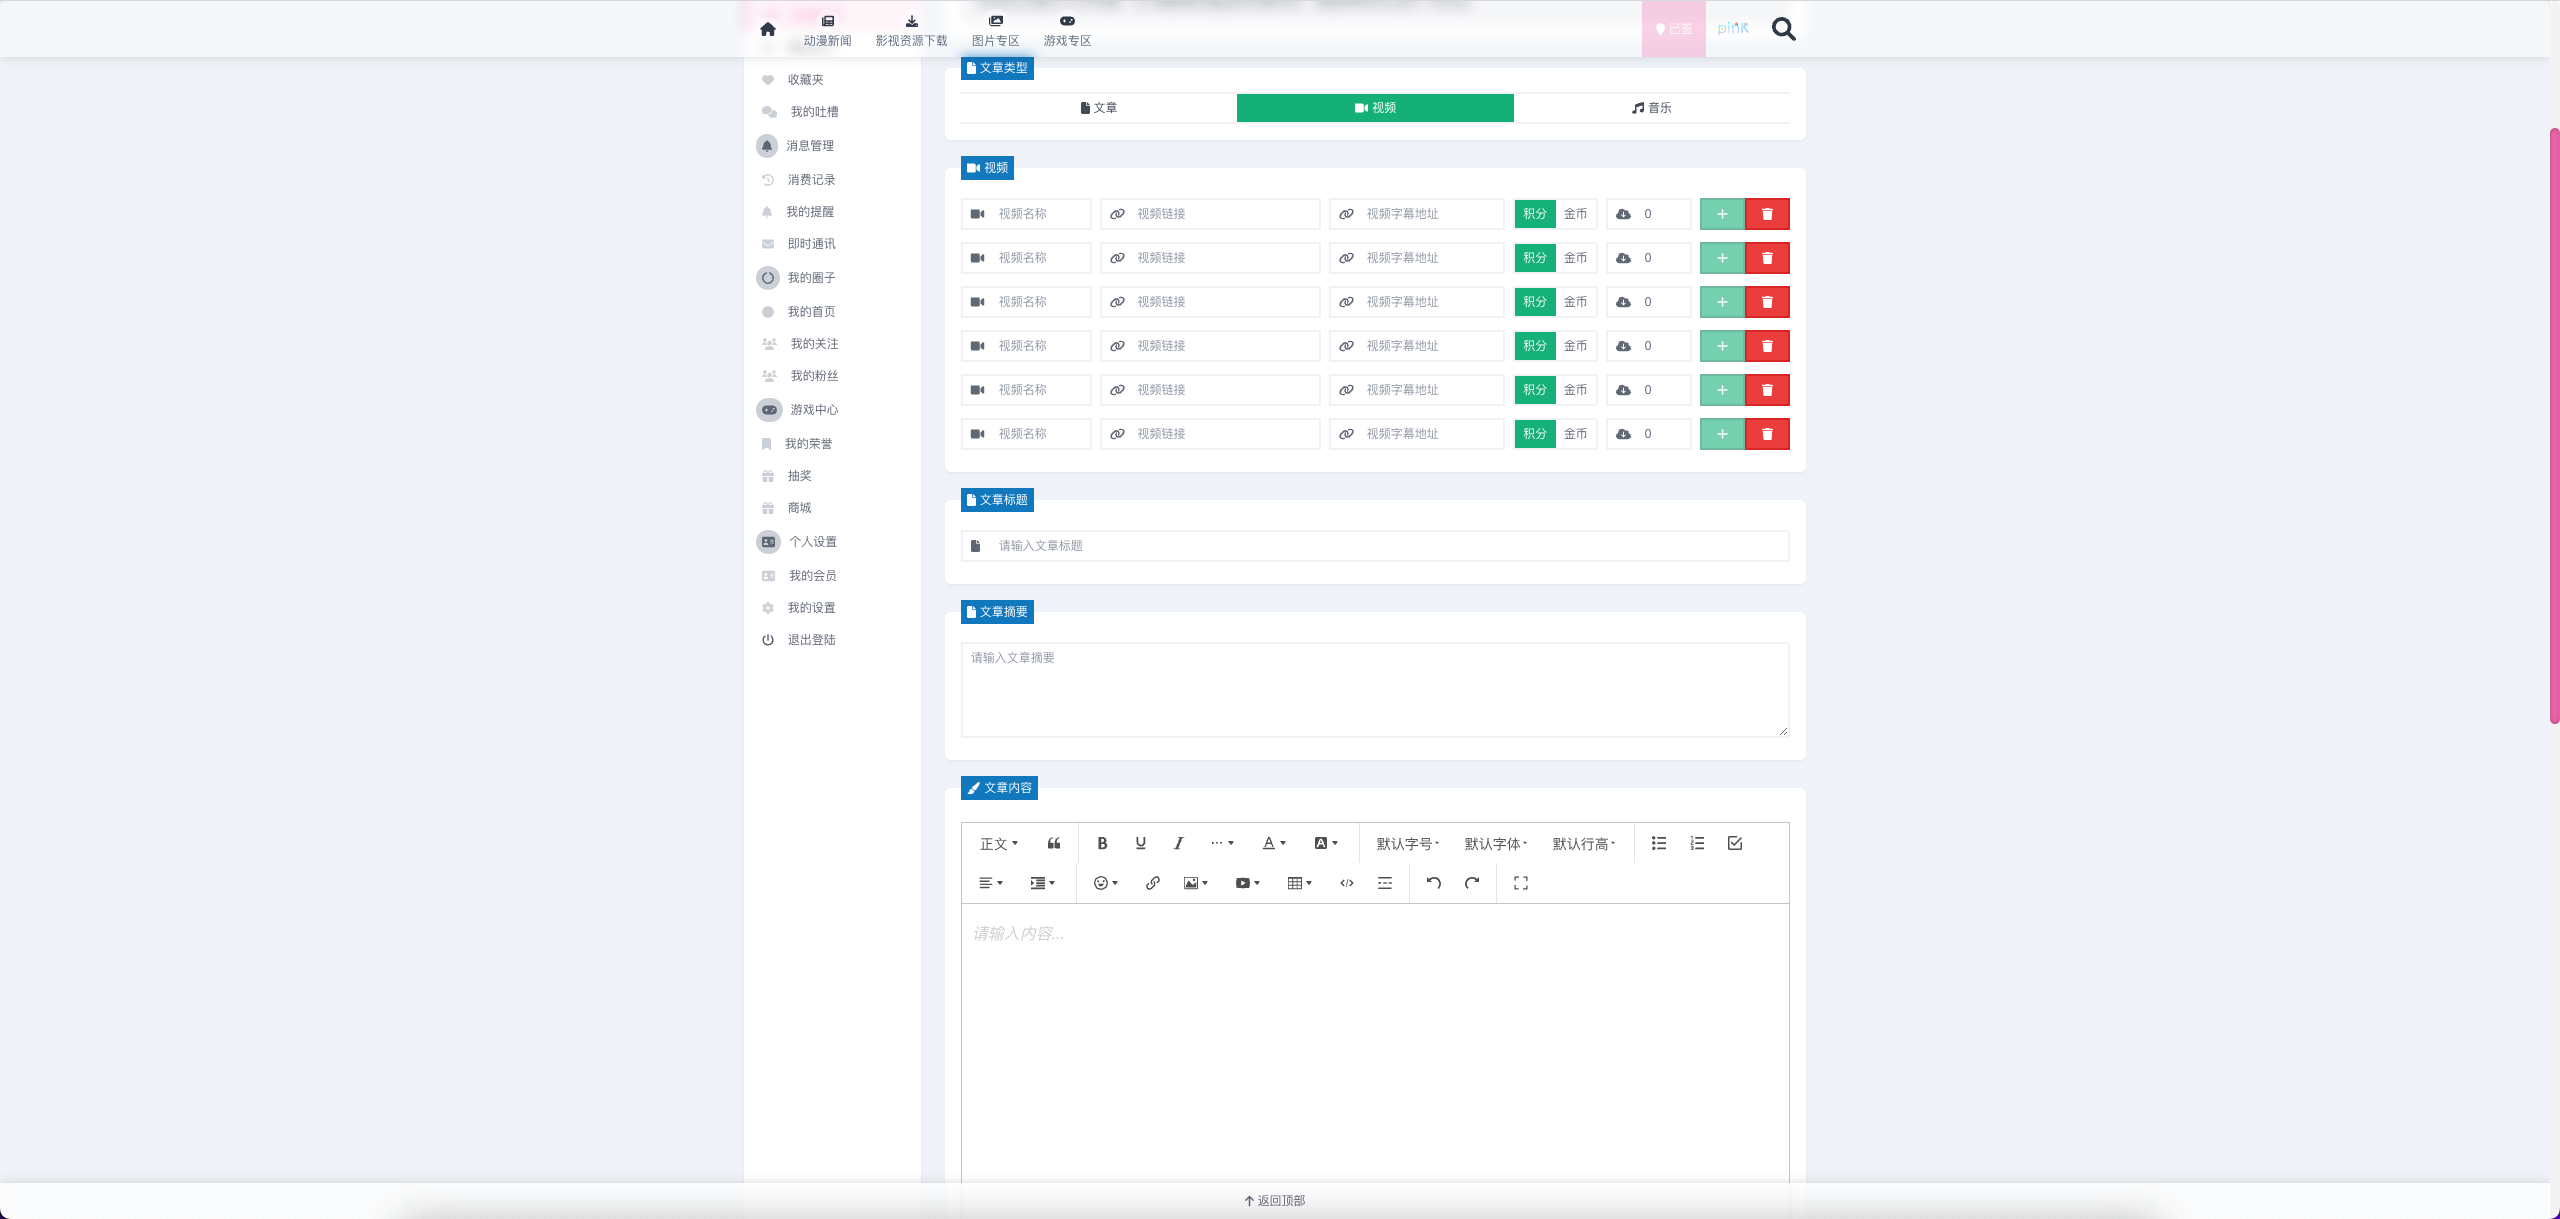 动漫新闻 影视资源下载 图片专区 游戏专区 已签 pink
收藏夹
我的吐槽
消息管理
消费记录
我的提醒
即时通讯
我的圈子
我的首页
我的关注
我的粉丝
游戏中心
我的荣誉
抽奖
商城
个人设置
我的会员
我的设置
退出登陆
文章类型
文章 视频 音乐
视频
视频名称 视频链接 视频字幕地址 积分 金币 0
视频名称 视频链接 视频字幕地址 积分 金币 0
视频名称 视频链接 视频字幕地址 积分 金币 0
视频名称 视频链接 视频字幕地址 积分 金币 0
视频名称 视频链接 视频字幕地址 积分 金币 0
视频名称 视频链接 视频字幕地址 积分 金币 0
文章标题
请输入文章标题
文章摘要
请输入文章摘要
文章内容
正文 B U I ... A A 默认字号 默认字体 默认行高
请输入内容...
返回顶部